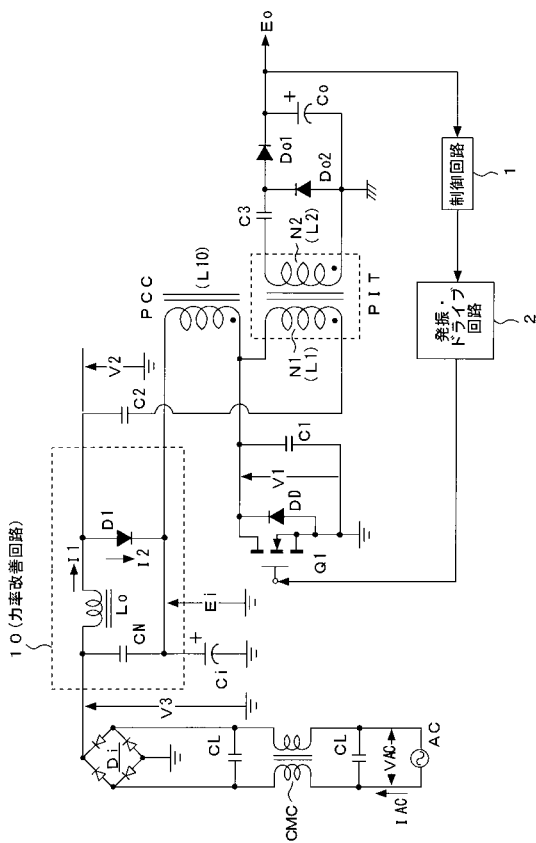 10(力率改善回路)
I1
Lo
CN
D1
I2
Ei
Ci
V3
Di
CL
CMC
CL
VAC
IAC
AC
V2
C2
PCC
(L10)
V1
C1
DD
Q1
N1
(L1)
N2
(L2)
PIT
C3
Do1
Do2
Co
Eo
制御回路
1
発振・
ドライブ
回路
2
+
+